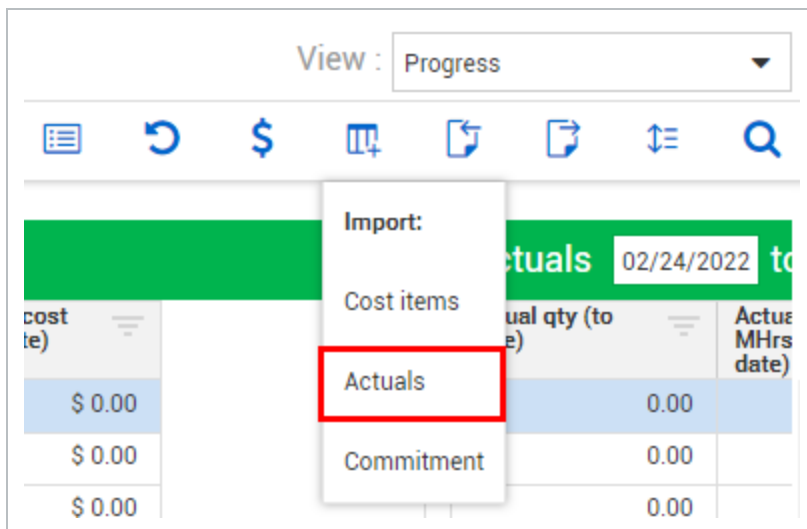 View : Progress
Import:
ctuals 02/24/2022 to
Cost items
cost
te)
ual qty (to
e)
Actua
MHrs
date)
Actuals
$ 0.00
0.00
Commitment
$ 0.00
0.00
$ 0.00
0.00